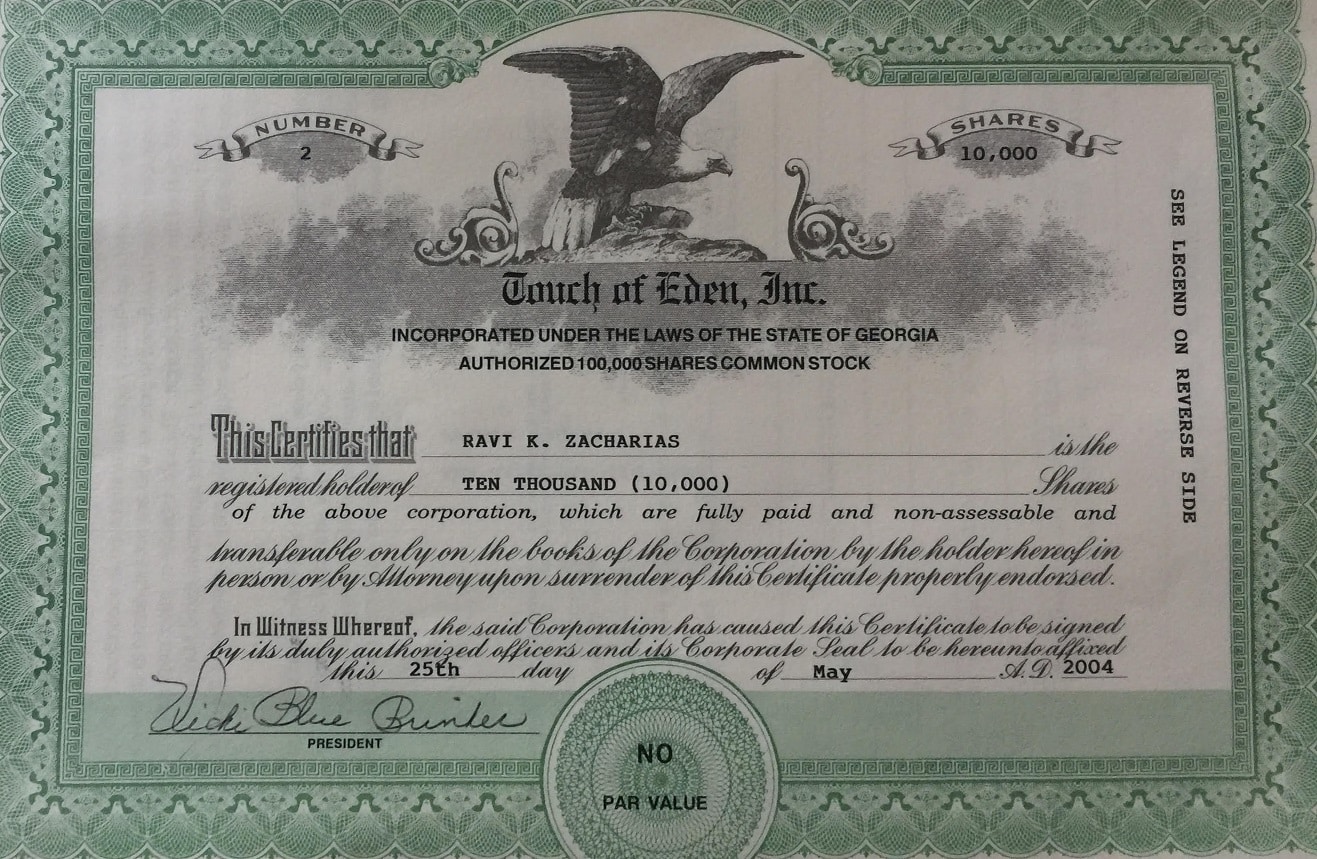 NUMBER
2
SHARES
10,000
Touch of Eden, Inc.
INCORPORATED UNDER THE LAWS OF THE STATE OF GEORGIA
AUTHORIZED 100,000 SHARES COMMON STOCK
This Certifies that RAVI K. ZACHARIAS is the
registered holder of TEN THOUSAND (10,000) Shares
of the above corporation, which are fully paid and non-assessable and
transferable only on the books of the Corporation by the holder hereof in
person or by Attorney upon surrender of this Certificate properly endorsed.
In Witness Whereof, the said Corporation has caused this Certificate to be signed
by its duly authorized officers and its Corporate Seal to be hereunto affixed
this 25th day of May A.D. 2004
Vicki Blue
PRESIDENT
NO
PAR VALUE
SEE LEGEND ON REVERSE SIDE